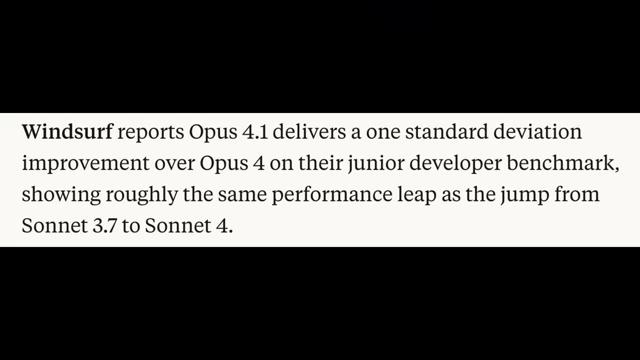 Windsurf reports Opus 4.1 delivers a one standard deviation
improvement over Opus 4 on their junior developer benchmark,
showing roughly the same performance leap as the jump from
Sonnet 3.7 to Sonnet 4.